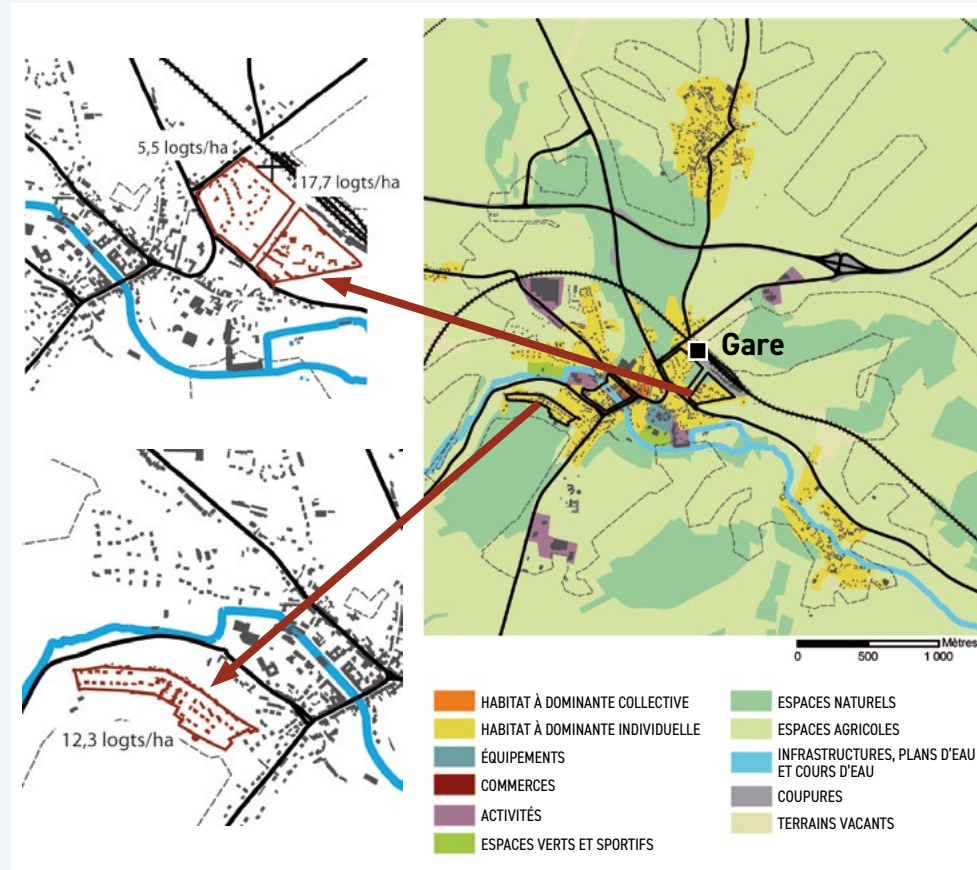 5,5 logts/ha
17,7 logts/ha
12,3 logts/ha
Gare
Mètres
0 500 1 000
HABITAT À DOMINANTE COLLECTIVE
HABITAT À DOMINANTE INDIVIDUELLE
ÉQUIPEMENTS
COMMERCES
ACTIVITÉS
ESPACES VERTS ET SPORTIFS
ESPACES NATURELS
ESPACES AGRICOLES
INFRASTRUCTURES, PLANS D'EAU
ET COURS D'EAU
COUPURES
TERRAINS VACANTS